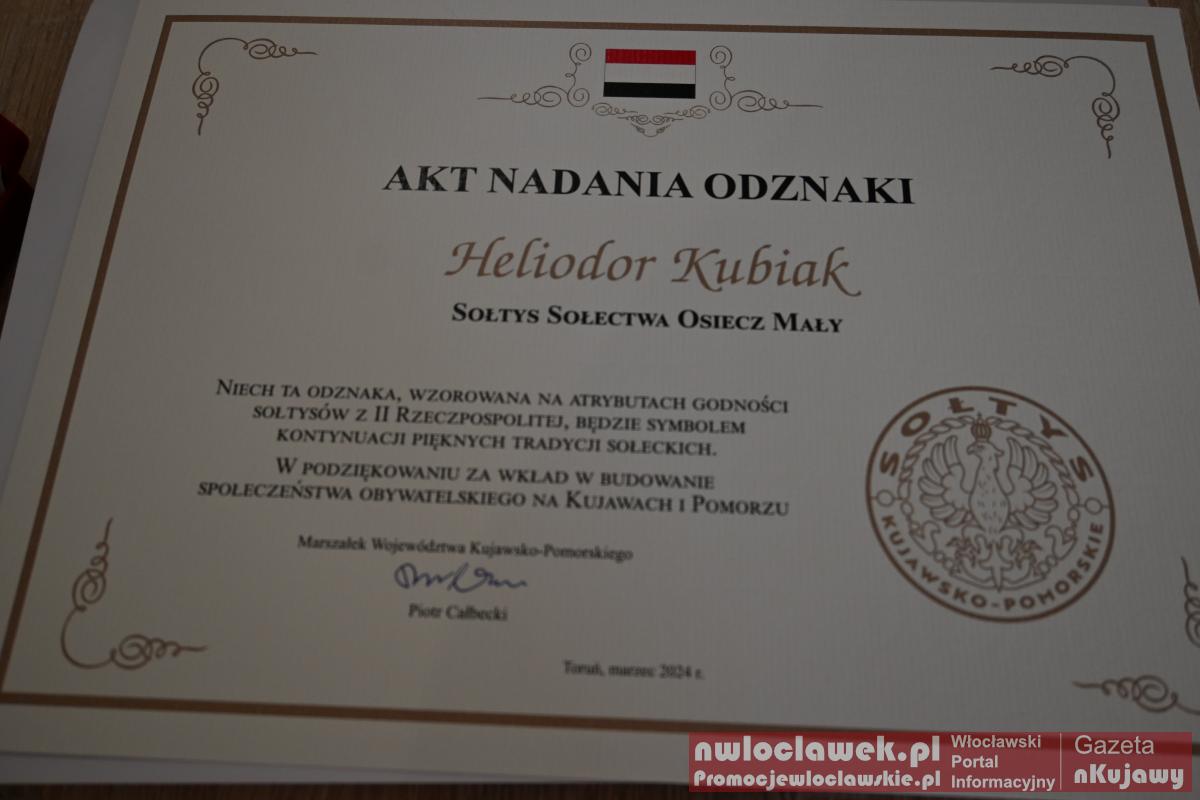 AKT NADANIA ODZNAKI
Heliodor Kubiak
SOŁTYS SOŁECTWA OSIECZ MAŁY
NIECH TA ODZNAKA, WZOROWANA NA ATRYBUTACH GODNOŚCI
SOŁTYSÓW Z II RZECZPOSPOLITEJ, BĘDZIE SYMBOLEM
KONTYNUACJI PIĘKNYCH TRADYCJI SOŁECKICH.
W PODZIĘKOWANIU ZA WKŁAD W BUDOWANIE
SPOŁECZEŃSTWA OBYWATELSKIEGO NA KUJAWACH I POMORZU
Marszałek Województwa Kujawsko-Pomorskiego
Piotr Całbecki
Toruń, marzec 2024 r.
SOŁTYS
KUJAWSKO-POMORSKIE
nwloclawek.pl
Promocjewloclawskie.pl
Włocławski
Portal
Informacyjny
Gazeta
nKujawy